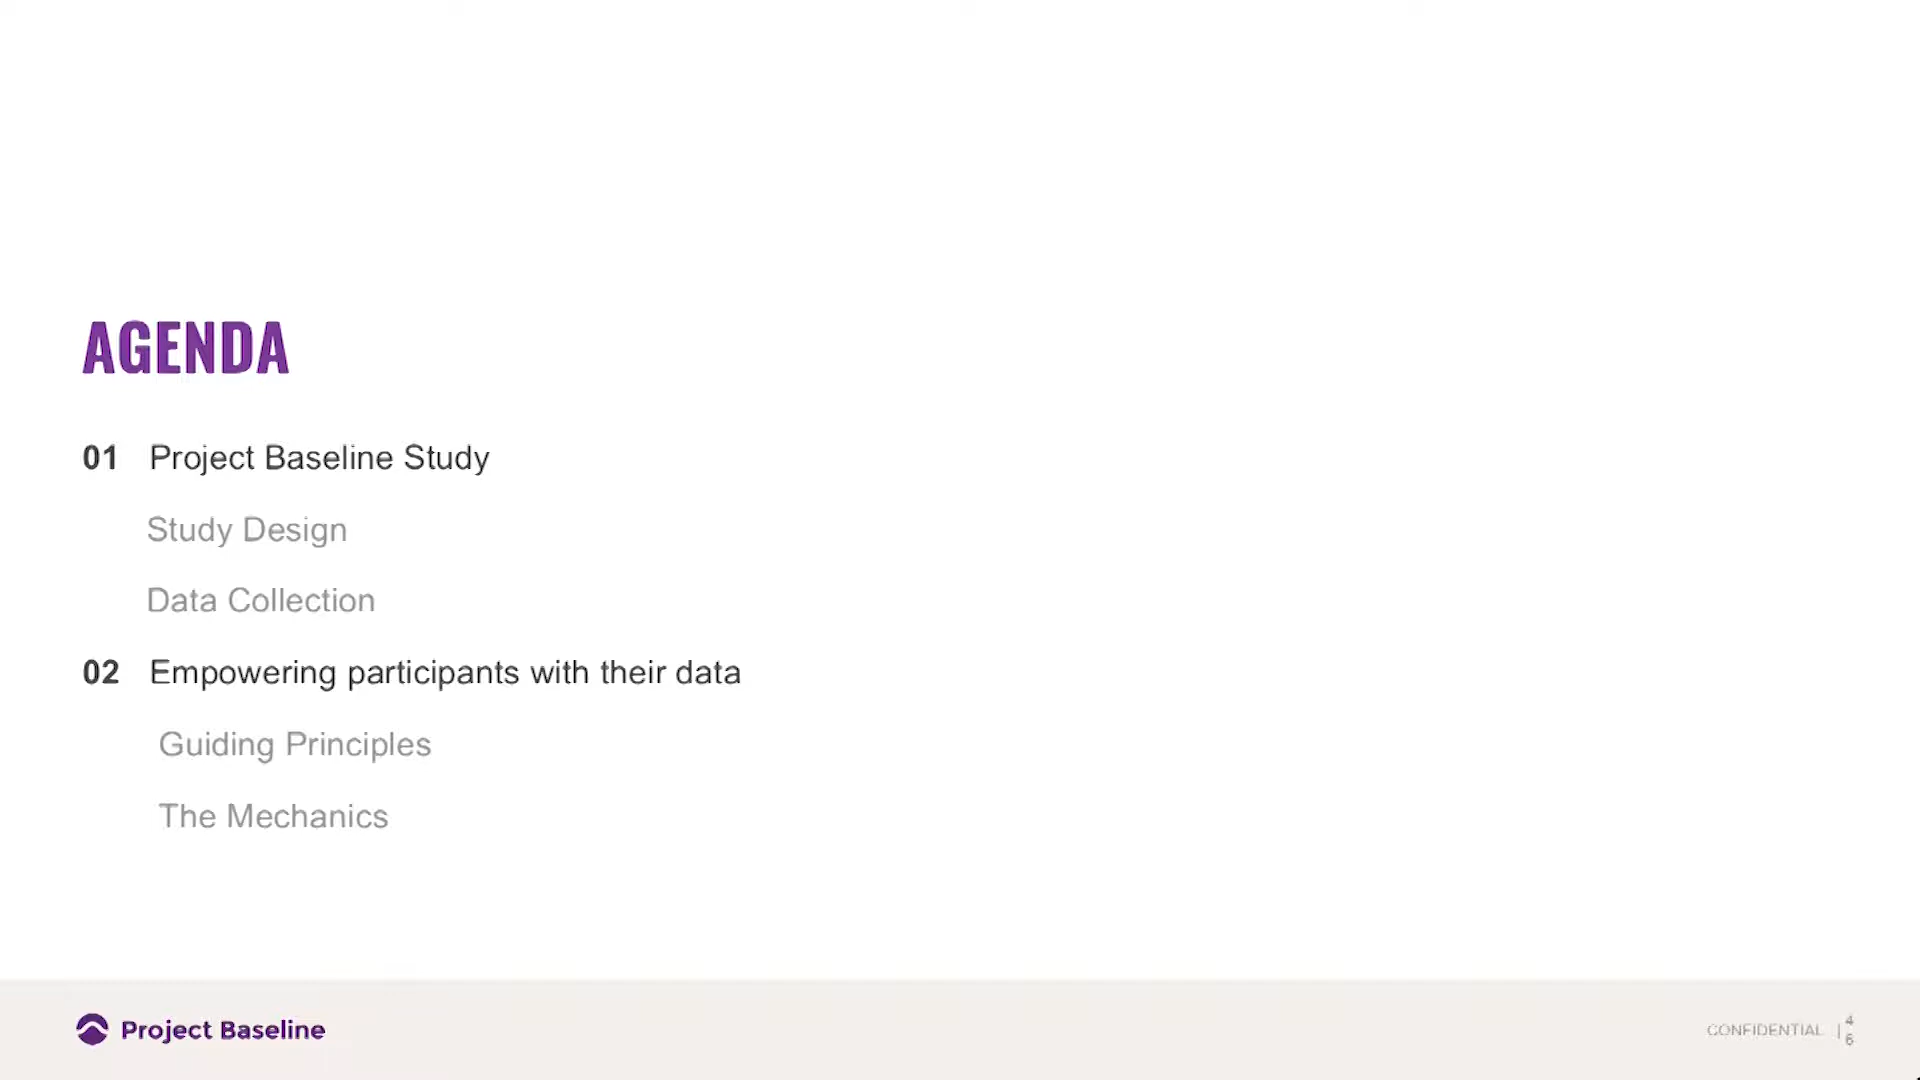 AGENDA
01 Project Baseline Study
Study Design
Data Collection
02 Empowering participants with their data
Guiding Principles
The Mechanics
Project Baseline
CONFIDENTIAL | 4
6